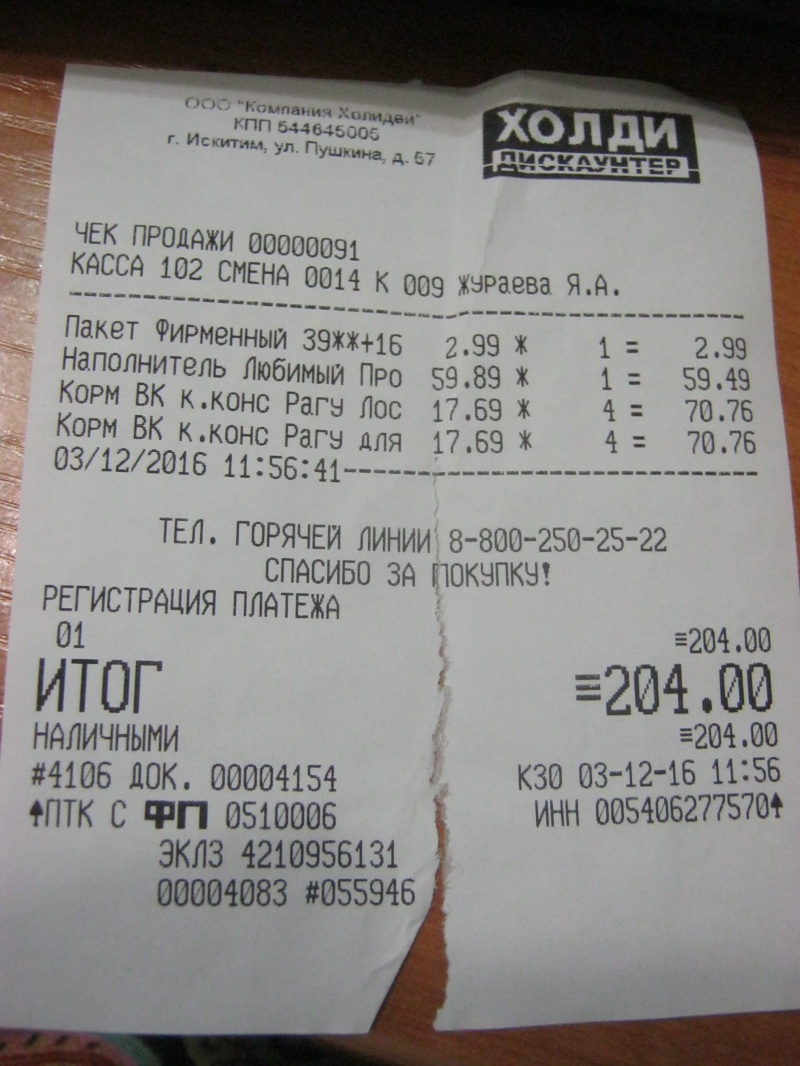 ООО "Компания Холидей"
КПП 544645005
г. Искитим, ул. Пушкина, д. 57
ХОЛДИ
ДИСКАУНТЕР
ЧЕК ПРОДАЖИ 00000091
КАССА 102 СМЕНА 0014 К 009 Жураева Я.А.
Пакет Фирменный 39**+16 2.99 * 1 = 2.99
Наполнитель Любимый Про 59.89 * 1 = 59.49
Корм ВК к.конс Рагу Лос 17.69 * 4 = 70.76
Корм ВК к.конс Рагу для 17.69 * 4 = 70.76
03/12/2016 11:56:41
ТЕЛ. ГОРЯЧЕЙ ЛИНИИ 8-800-250-25-22
СПАСИБО ЗА ПОКУПКУ!
РЕГИСТРАЦИЯ ПЛАТЕЖА
01 ≡204.00
ИТОГ ≡204.00
НАЛИЧНЫМИ ≡204.00
#4106 ДОК. 00004154 К30 03-12-16 11:56
ПТК С ФП 0510006 ИНН 005406277570
ЭКЛЗ 4210956131
00004083 #055946